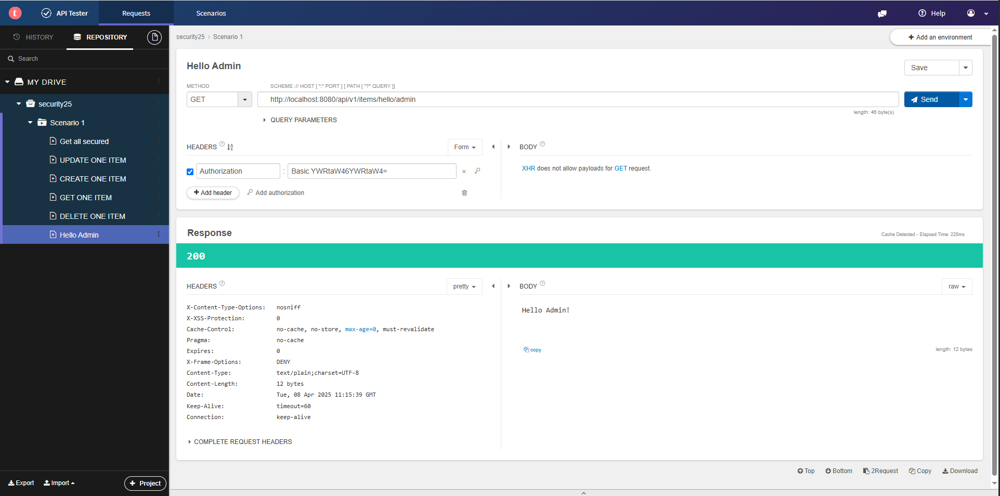 t API Tester Requests Scenarios Help
HISTORY REPOSITORY
Search
MY DRIVE
security25
Scenario 1
Get all secured
UPDATE ONE ITEM
CREATE ONE ITEM
GET ONE ITEM
DELETE ONE ITEM
Hello Admin
Export Import + Project
security25 › Scenario 1
+ Add an environment
Hello Admin
Save
METHOD SCHEME :// HOST [ ":" PORT ] [ PATH [ "?" QUERY ]]
GET http://localhost:8080/api/v1/items/hello/admin Send
length: 46 byte(s)
QUERY PARAMETERS
HEADERS ? Form BODY ?
Authorization : Basic YWRtaW46YWRtaW4= ×
XHR does not allow payloads for GET request.
+ Add header Add authorization
Response
Cache Detected - Elapsed Time: 220ms
200
HEADERS ? pretty BODY ? raw
X-Content-Type-Options: nosniff
X-XSS-Protection: 0
Cache-Control: no-cache, no-store, max-age=0, must-revalidate
Pragma: no-cache
Expires: 0
X-Frame-Options: DENY
Content-Type: text/plain;charset=UTF-8
Content-Length: 12 bytes
Date: Tue, 08 Apr 2025 11:15:39 GMT
Keep-Alive: timeout=60
Connection: keep-alive
COMPLETE REQUEST HEADERS
Hello Admin!
copy length: 12 bytes
Top Bottom 2Request Copy Download